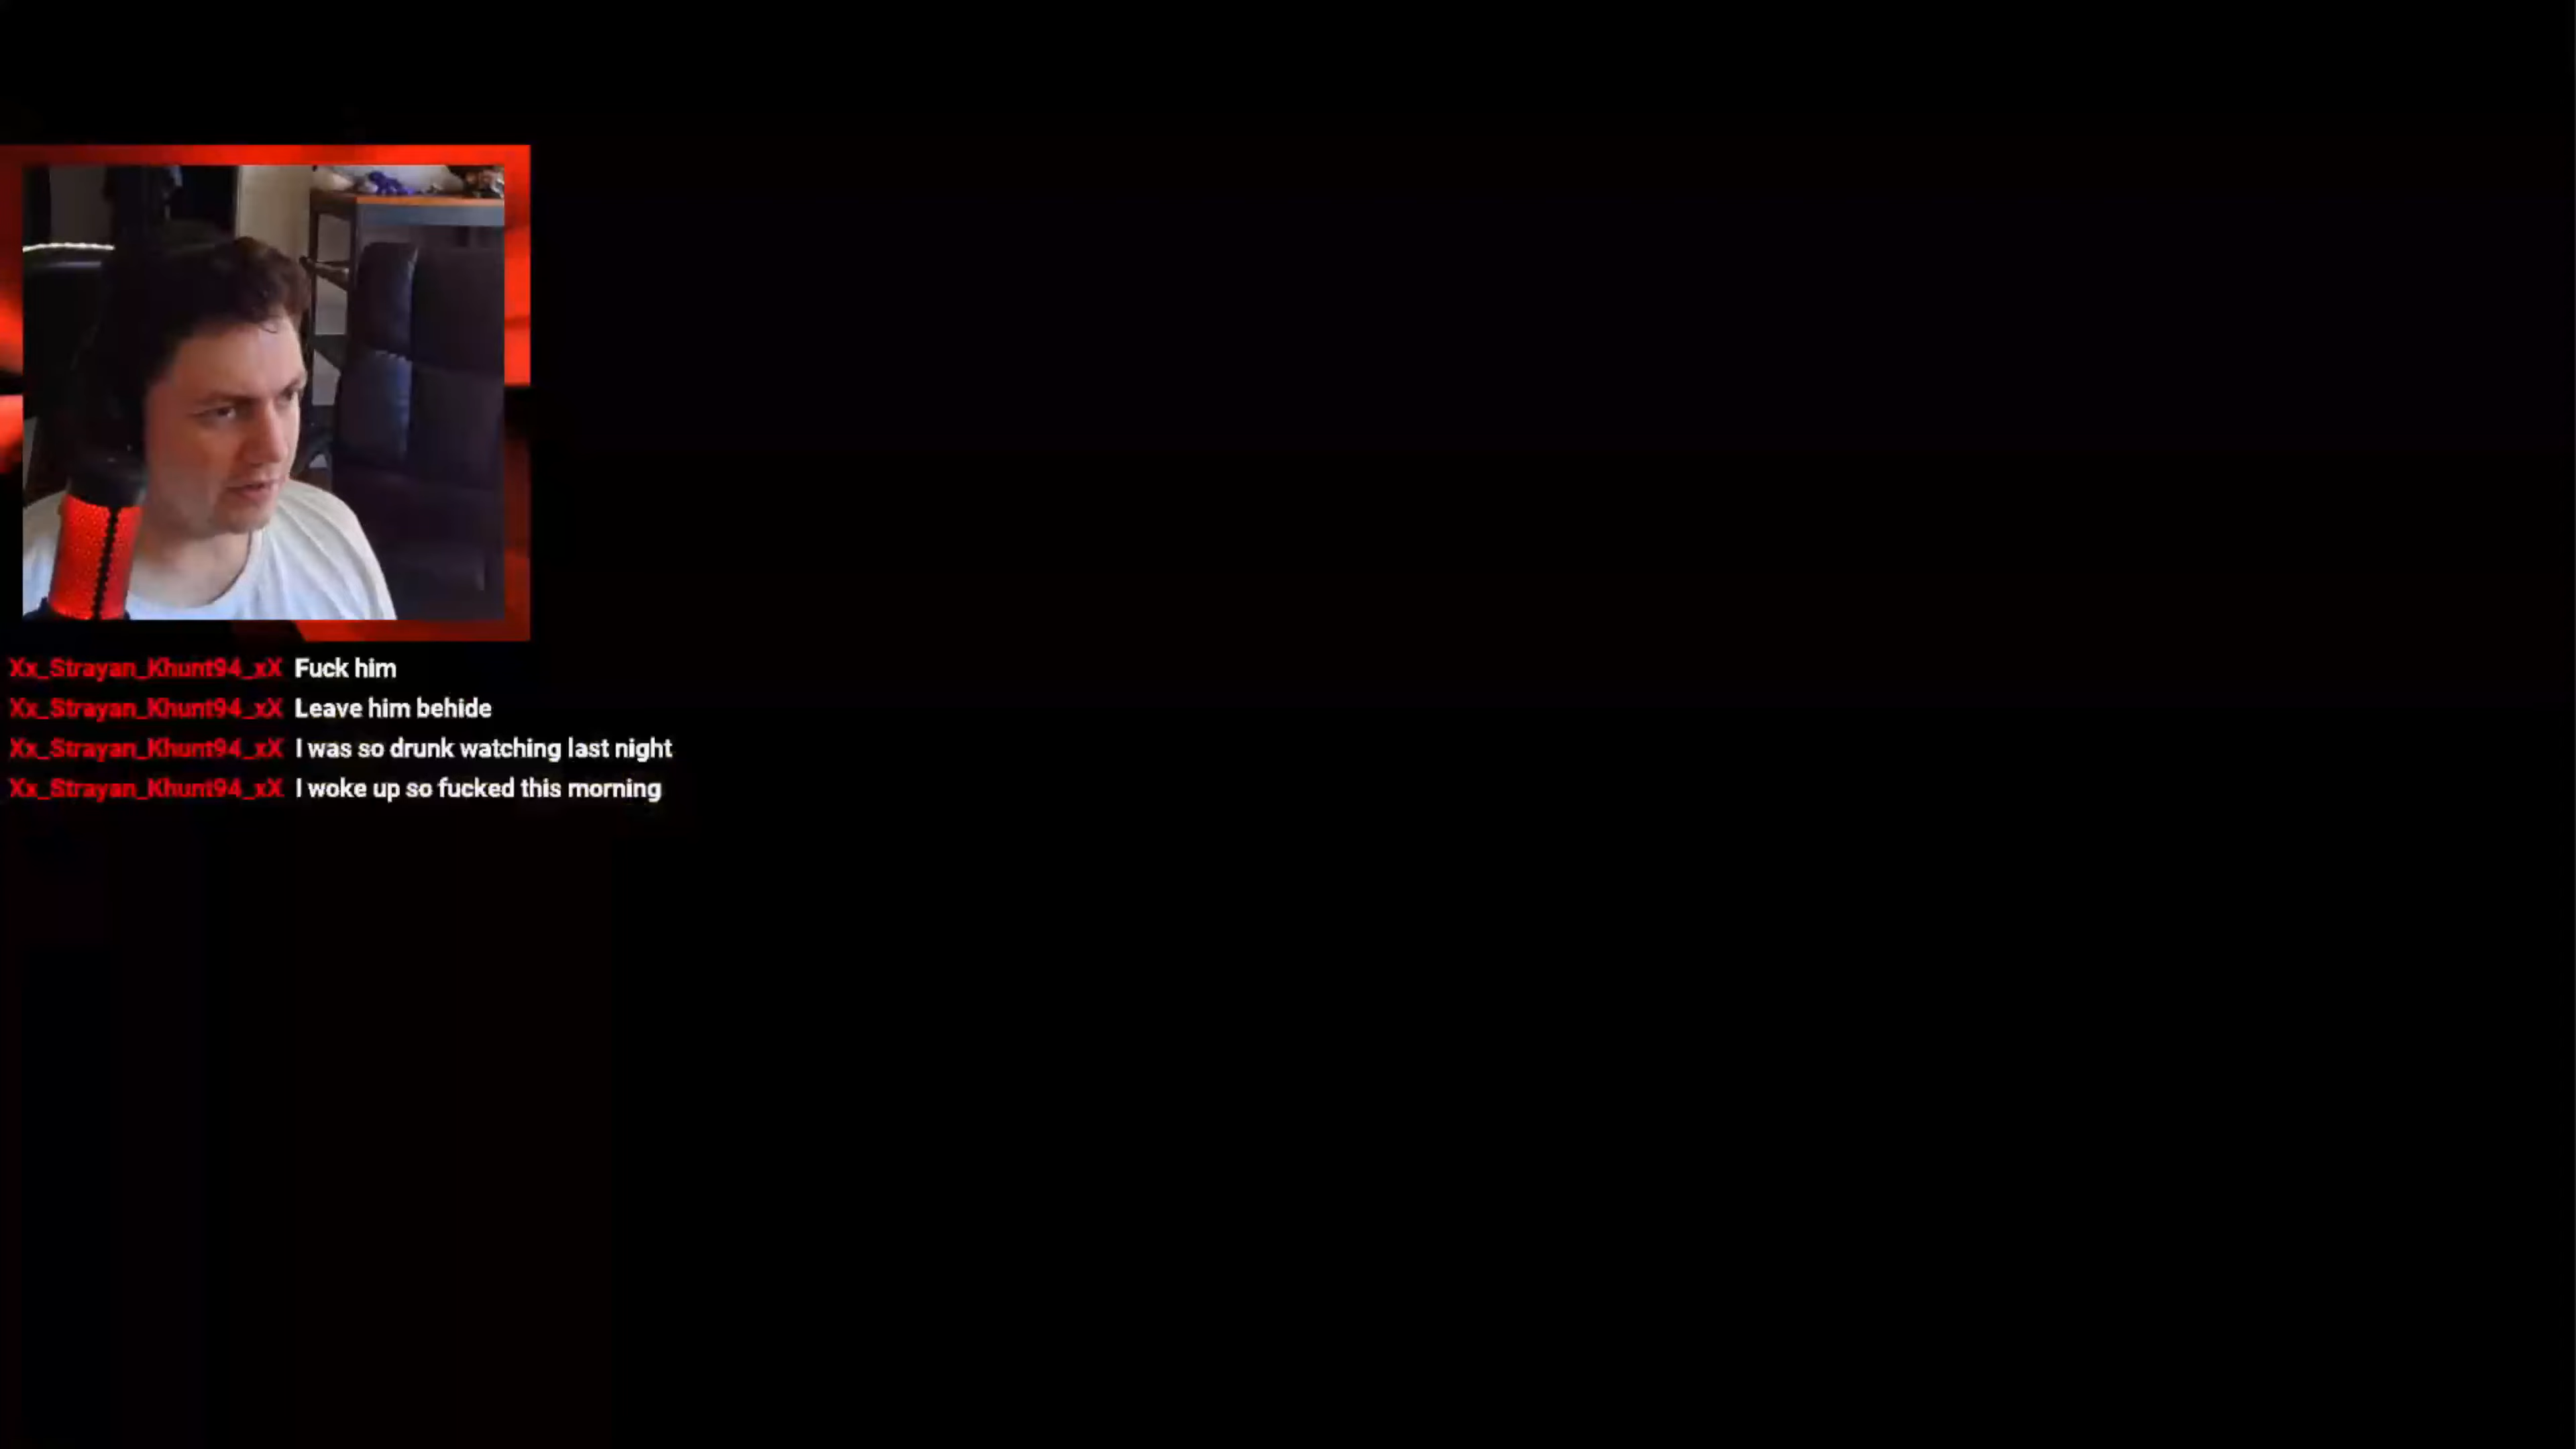 Xx_Strayan_Khunt94_xX Fuck him
Xx_Strayan_Khunt94_xX Leave him behide
Xx_Strayan_Khunt94_xX I was so drunk watching last night
Xx_Strayan_Khunt94_xX I woke up so fucked this morning